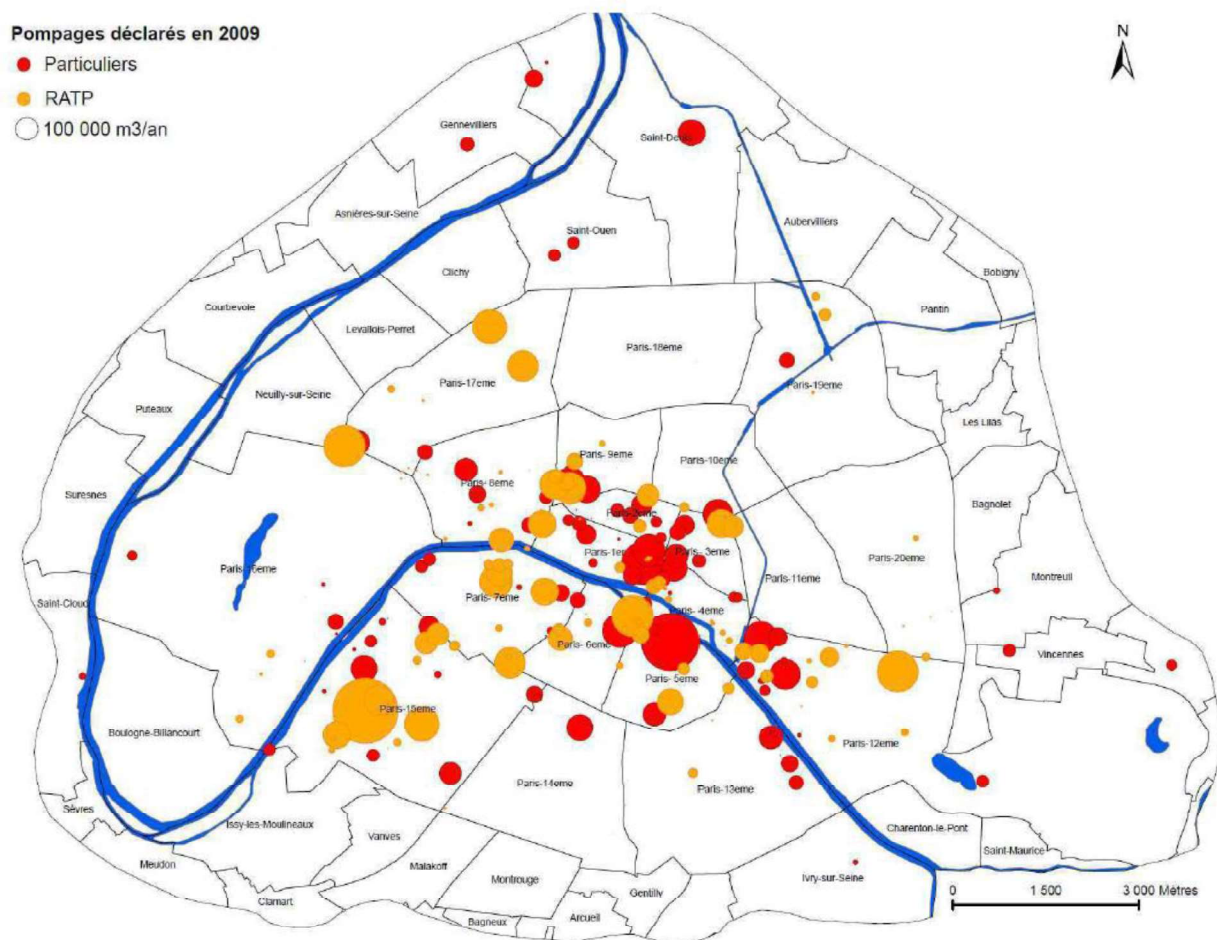 Pompages déclarés en 2009
Particuliers
RATP
100 000 m3/an
N
Gennevilliers
Saint-Denis
Asnières-sur-Seine
Saint-Ouen
Aubervilliers
Clichy
Bobigny
Courbevoie
Pantin
Levallois-Perret
Paris-18eme
Paris-17eme
Paris-19eme
Neuilly-sur-Seine
Puteaux
Les Lilas
Paris- 9eme
Paris-10eme
Paris- 8eme
Suresnes
Bagnolet
Paris-2eme
Paris-1er
Paris- 3eme
Paris-20eme
Paris-16eme
Paris-11eme
Montreuil
Paris- 7eme
Saint-Cloud
Paris- 4eme
Paris- 6eme
Vincennes
Paris- 5eme
Paris-15eme
Boulogne-Billancourt
Paris-12eme
Paris-14eme
Paris-13eme
Sèvres
Issy-les-Moulineaux
Vanves
Charenton-le-Pont
Saint-Maurice
Meudon
Malakoff
Montrouge
Ivry-sur-Seine
Gentilly
Clamart
Bagneux
Arcueil
0 1 500 3 000 Mètres